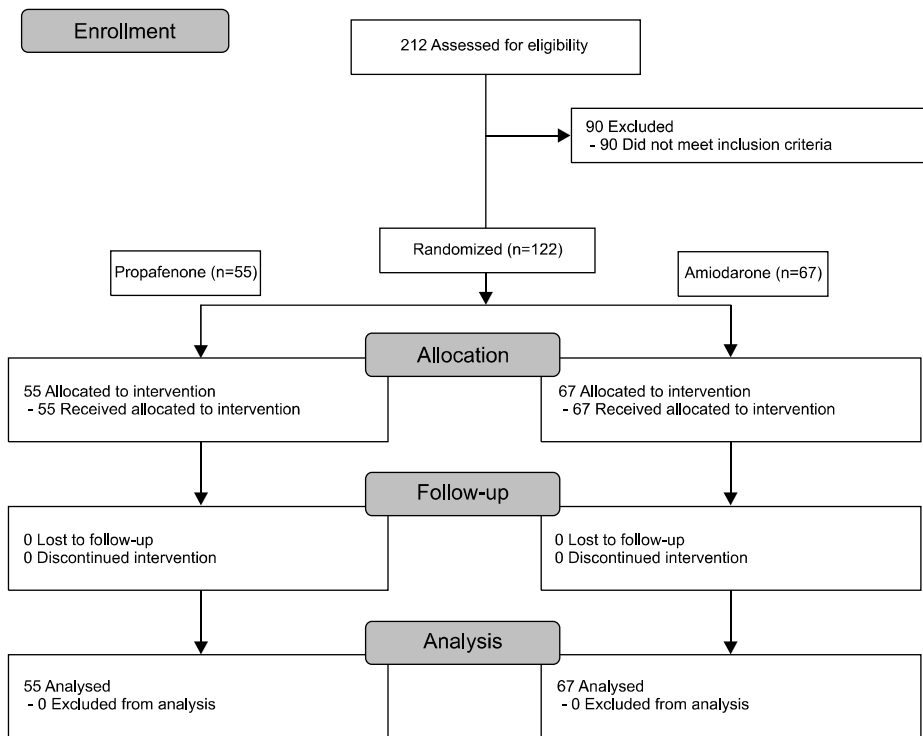 Enrollment
212 Assessed for eligibility
90 Excluded
- 90 Did not meet inclusion criteria
Randomized (n=122)
Propafenone (n=55)
Amiodarone (n=67)
Allocation
55 Allocated to intervention
- 55 Received allocated to intervention
67 Allocated to intervention
- 67 Received allocated to intervention
Follow-up
0 Lost to follow-up
0 Discontinued intervention
0 Lost to follow-up
0 Discontinued intervention
Analysis
55 Analysed
- 0 Excluded from analysis
67 Analysed
- 0 Excluded from analysis